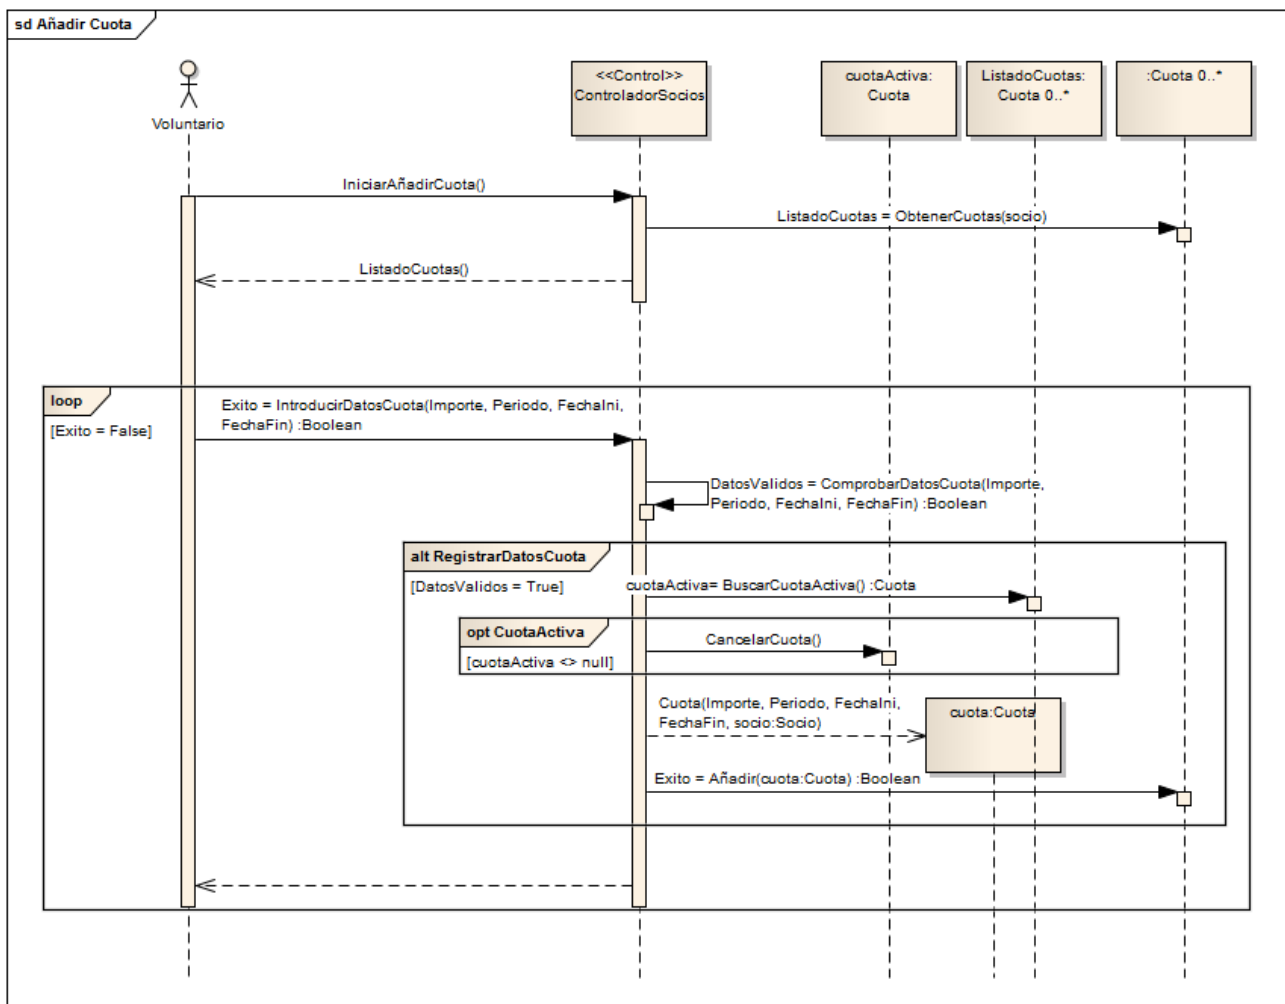 sd Añadir Cuota
Voluntario
<<Control>>
ControladorSocios
cuotaActiva:
Cuota
ListadoCuotas:
Cuota 0..*
:Cuota 0..*
IniciarAñadirCuota()
ListadoCuotas = ObtenerCuotas(socio)
ListadoCuotas()
loop
[Exito = False]
Exito = IntroducirDatosCuota(Importe, Periodo, FechaIni,
FechaFin) :Boolean
DatosValidos = ComprobarDatosCuota(Importe,
Periodo, FechaIni, FechaFin) :Boolean
alt RegistrarDatosCuota
[DatosValidos = True]
cuotaActiva= BuscarCuotaActiva() :Cuota
opt CuotaActiva
[cuotaActiva <> null]
CancelarCuota()
Cuota(Importe, Periodo, FechaIni,
FechaFin, socio:Socio)
cuota:Cuota
Exito = Añadir(cuota:Cuota) :Boolean